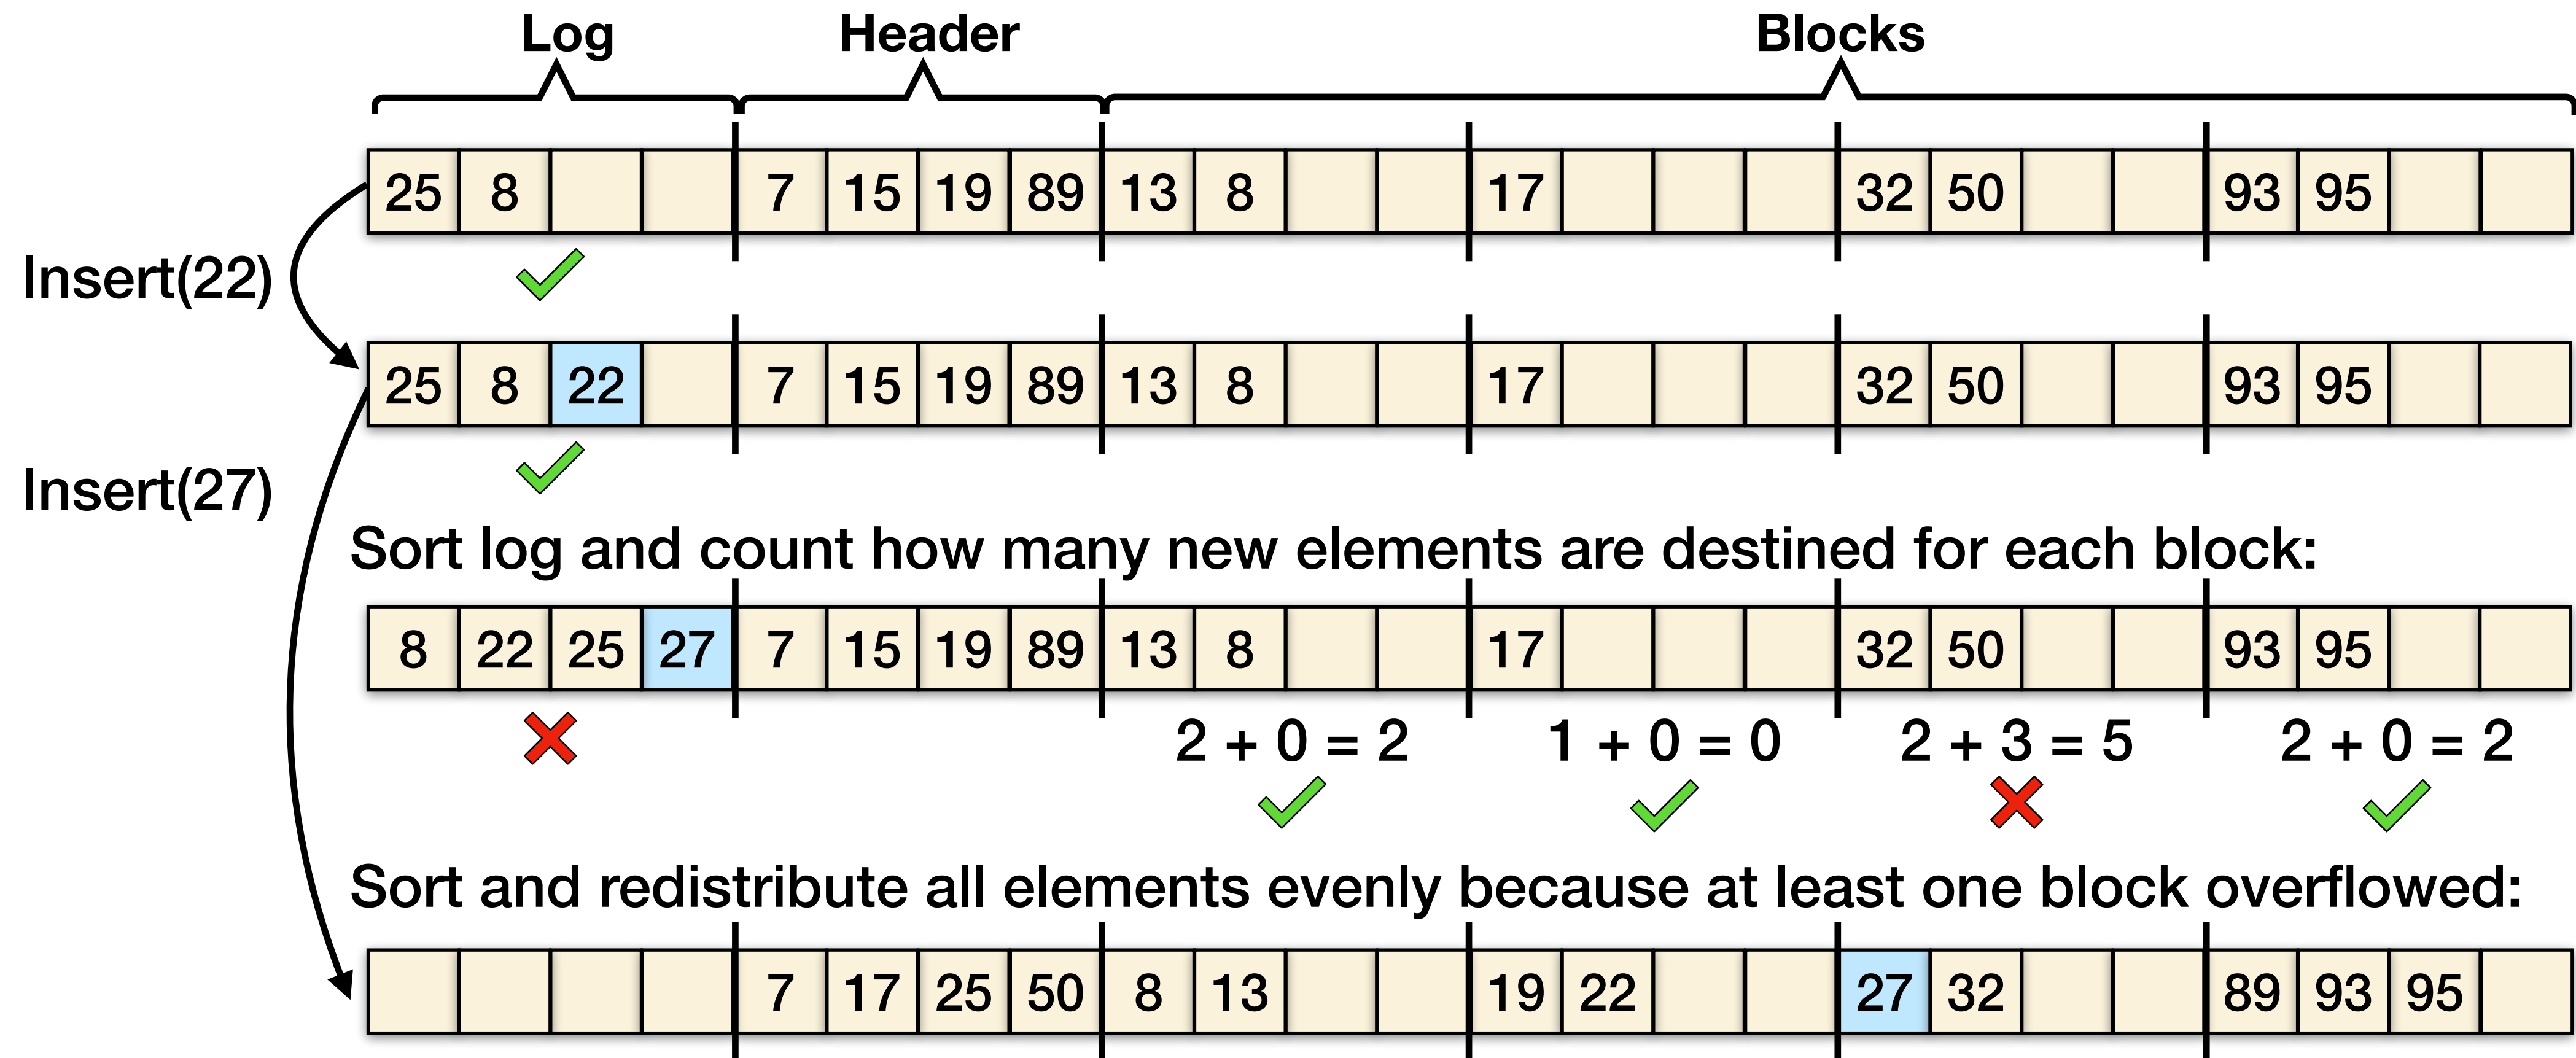 Log Header Blocks
25 8 7 15 19 89 13 8 17 32 50 93 95
Insert(22)
25 8 22 7 15 19 89 13 8 17 32 50 93 95
Insert(27)
Sort log and count how many new elements are destined for each block:
8 22 25 27 7 15 19 89 13 8 17 32 50 93 95
2 + 0 = 2 1 + 0 = 0 2 + 3 = 5 2 + 0 = 2
Sort and redistribute all elements evenly because at least one block overflowed:
7 17 25 50 8 13 19 22 27 32 89 93 95